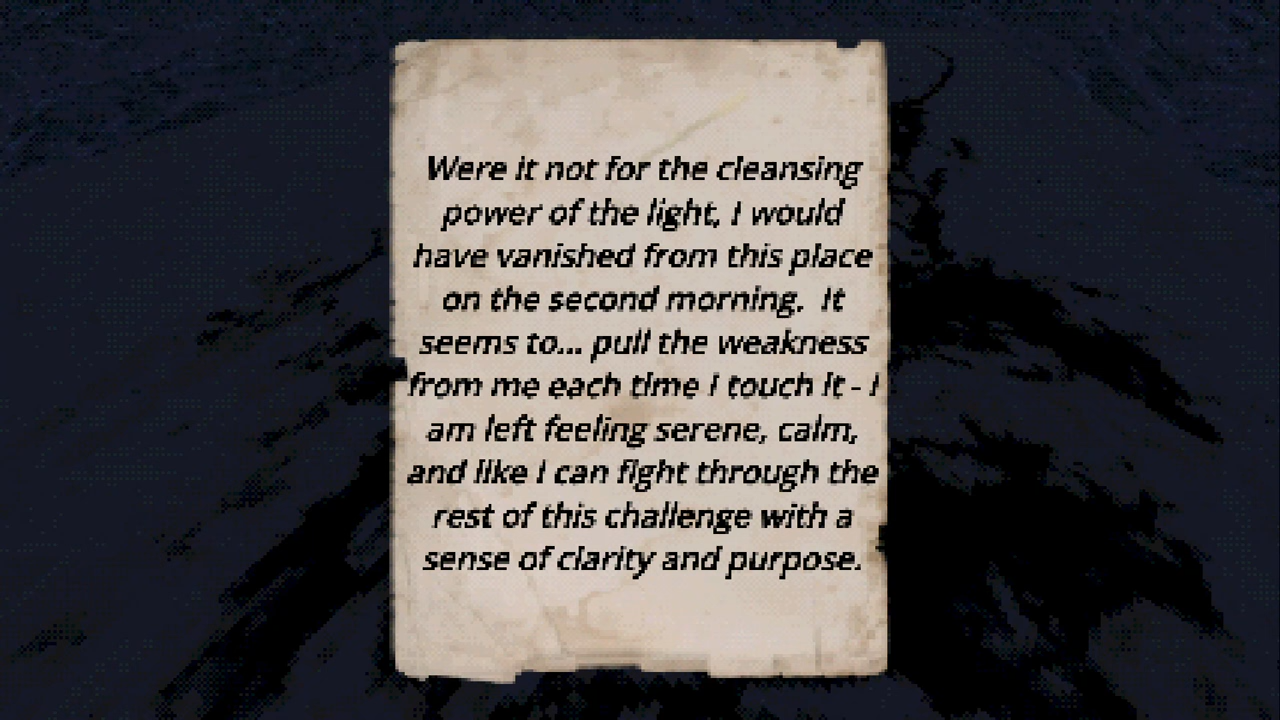 Were it not for the cleansing
power of the light, I would
have vanished from this place
on the second morning.  It
seems to... pull the weakness
from me each time I touch it - I
am left feeling serene, calm,
and like I can fight through the
rest of this challenge with a
sense of clarity and purpose.